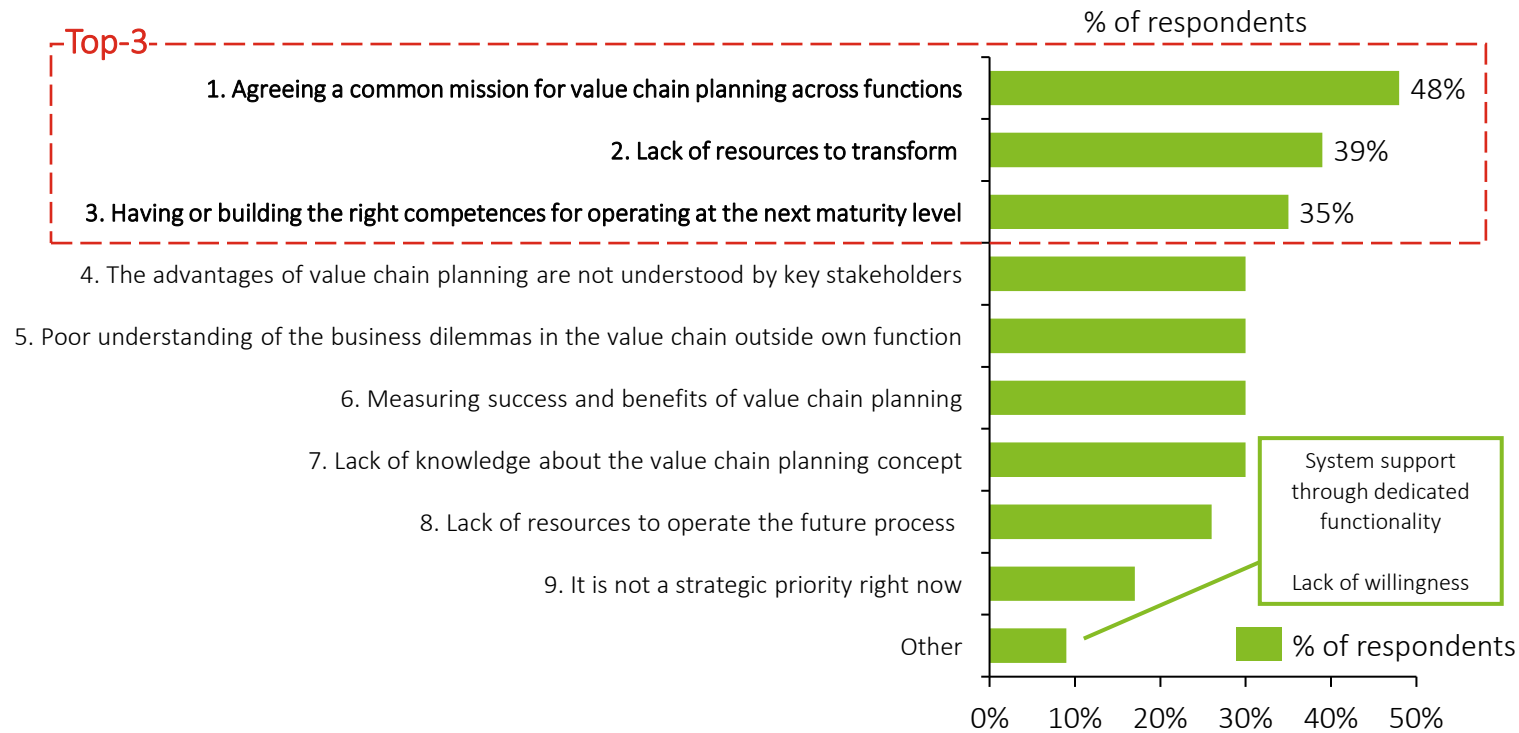 % of respondents
Top-3
1. Agreeing a common mission for value chain planning across functions
48%
2. Lack of resources to transform
39%
3. Having or building the right competences for operating at the next maturity level
35%
4. The advantages of value chain planning are not understood by key stakeholders
5. Poor understanding of the business dilemmas in the value chain outside own function
6. Measuring success and benefits of value chain planning
7. Lack of knowledge about the value chain planning concept
8. Lack of resources to operate the future process
9. It is not a strategic priority right now
Other
System support
through dedicated
functionality
Lack of willingness
% of respondents
0% 10% 20% 30% 40% 50%